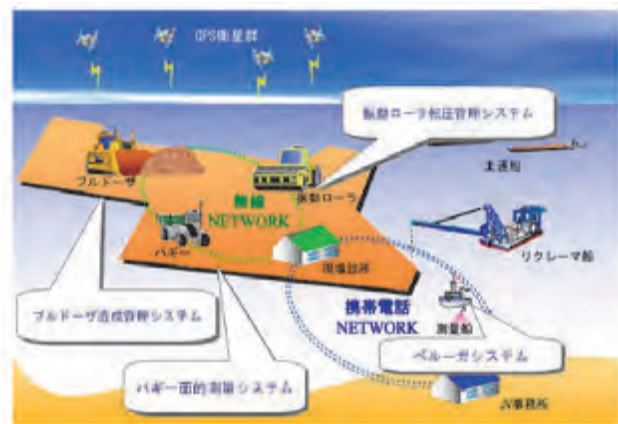 GPS衛星群
振動ローラ転圧管理システム
ブルドーザ
土運船
無線
NETWORK
振動ローラ
バギー
現場詰所
リクレーマ船
ブルドーザ造成管理システム
携帯電話
NETWORK
測量船
ベルーガシステム
バギー面的測量システム
JV事務所